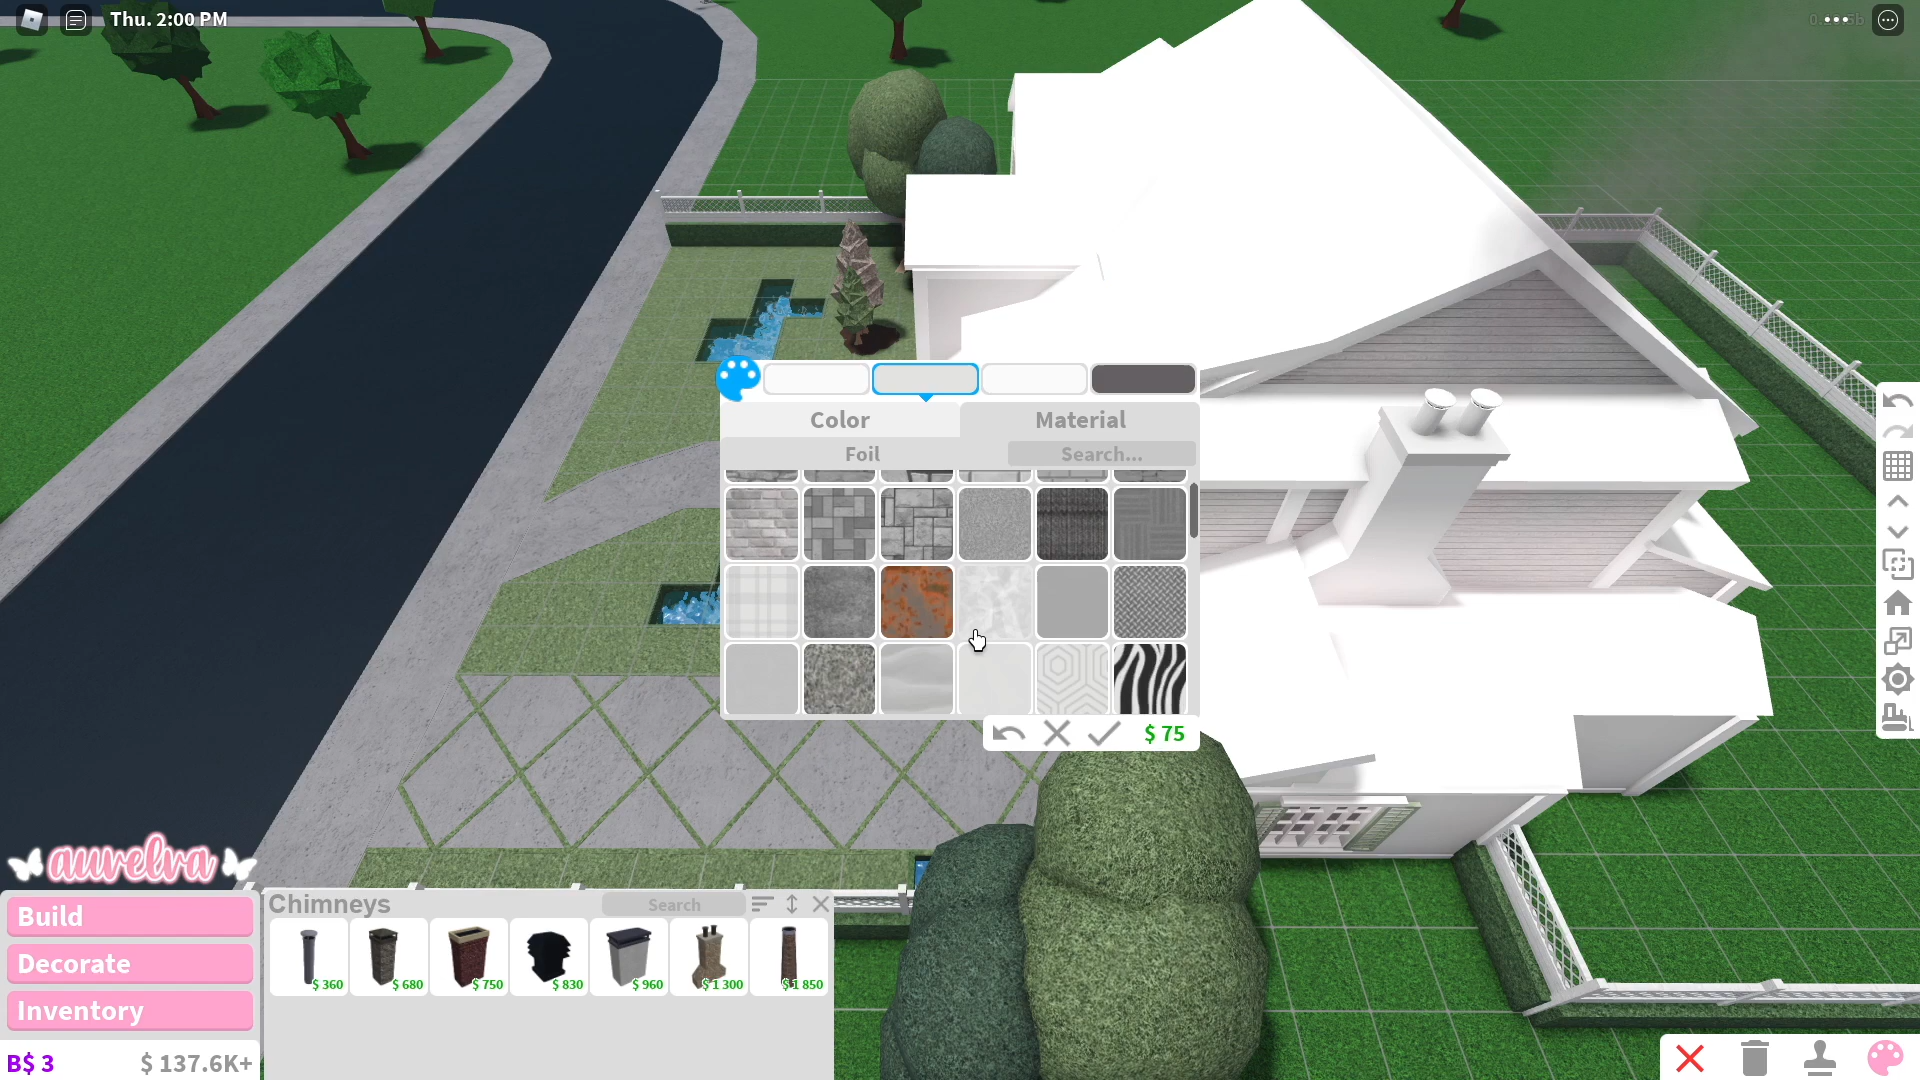 Thu. 2:00 PM
Color
Material
Foil
Search...
$ 75
aurelva
Build
Decorate
Inventory
B$ 3
$ 137.6K+
Chimneys
Search
$ 360
$ 680
$ 750
$ 830
$ 960
$ 1 300
$ 1 850